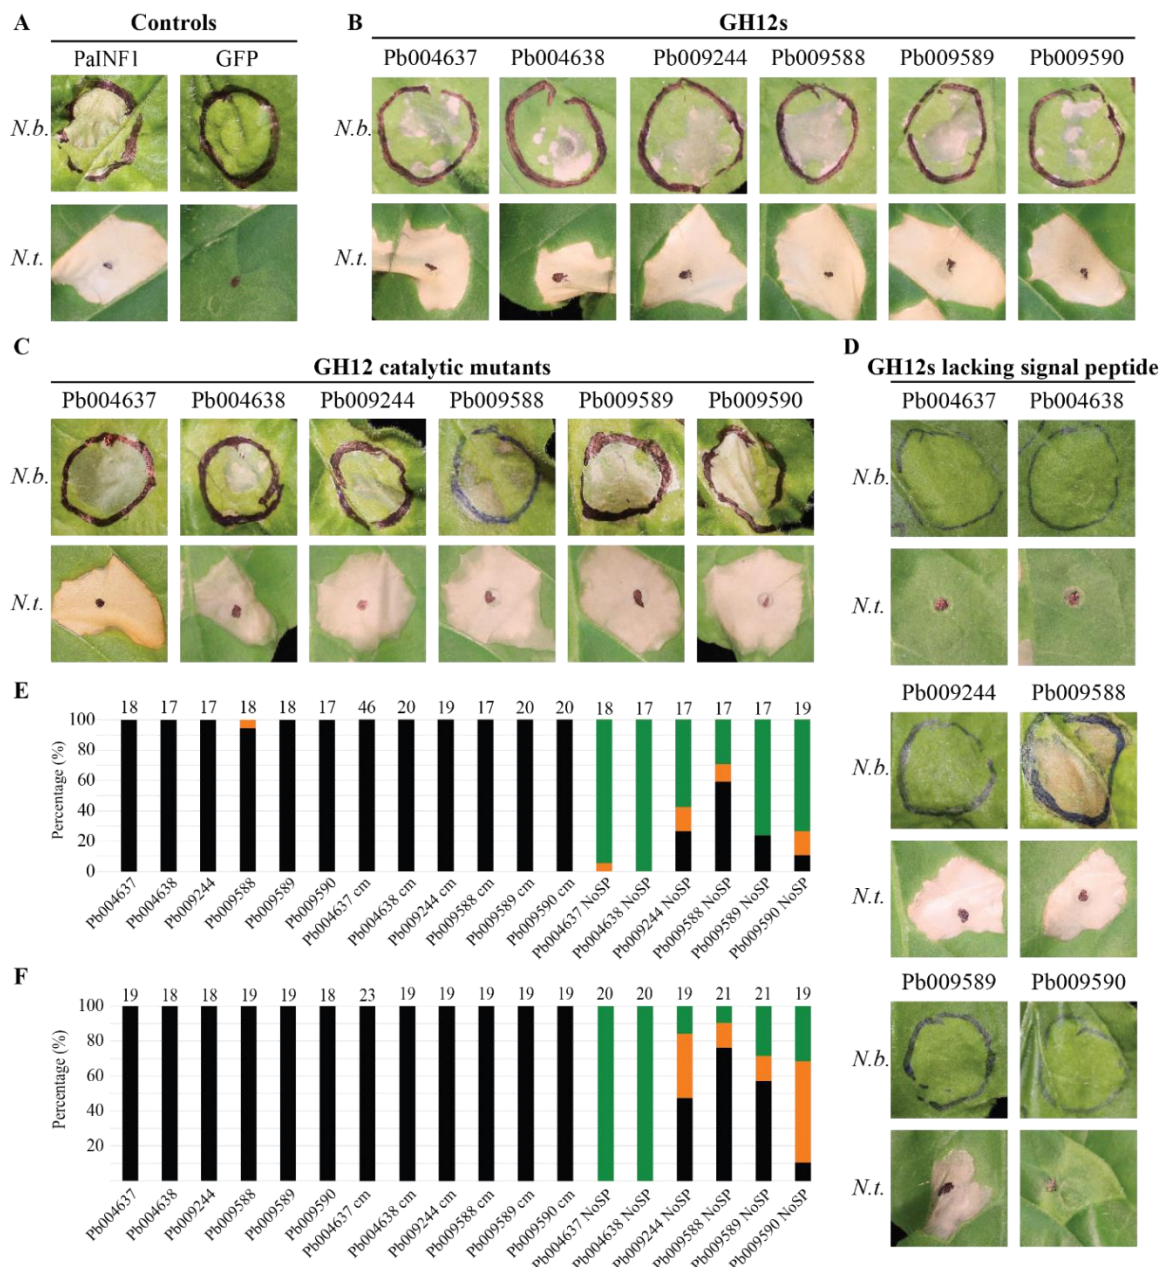 A
Controls
PaINF1 GFP
N.b.
N.t.
B
GH12s
Pb004637 Pb004638 Pb009244 Pb009588 Pb009589 Pb009590
C
GH12 catalytic mutants
Pb004637 Pb004638 Pb009244 Pb009588 Pb009589 Pb009590
N.b.
N.t.
D
GH12s lacking signal peptide
Pb004637 Pb004638
N.b.
N.t.
Pb009244 Pb009588
N.b.
N.t.
Pb009589 Pb009590
N.b.
N.t.
E
18 17 17 18 18 17 46 20 19 17 20 20 18 17 17 17 17 19
Percentage (%)
100
80
60
40
20
0
Pb004637 Pb004638 Pb009244 Pb009588 Pb009589 Pb009590 Pb004637 cm Pb004638 cm Pb009244 cm Pb009588 cm Pb009589 cm Pb009590 cm Pb004637 NoSP Pb004638 NoSP Pb009244 NoSP Pb009588 NoSP Pb009589 NoSP Pb009590 NoSP
F
19 18 18 19 19 18 23 19 19 19 19 19 20 20 19 21 21 19
Percentage (%)
100
80
60
40
20
Pb004637 Pb004638 Pb009244 Pb009588 Pb009589 Pb009590 Pb004637 cm Pb004638 cm Pb009244 cm Pb009588 cm Pb009589 cm Pb009590 cm Pb004637 NoSP Pb004638 NoSP Pb009244 NoSP Pb009588 NoSP Pb009589 NoSP Pb009590 NoSP